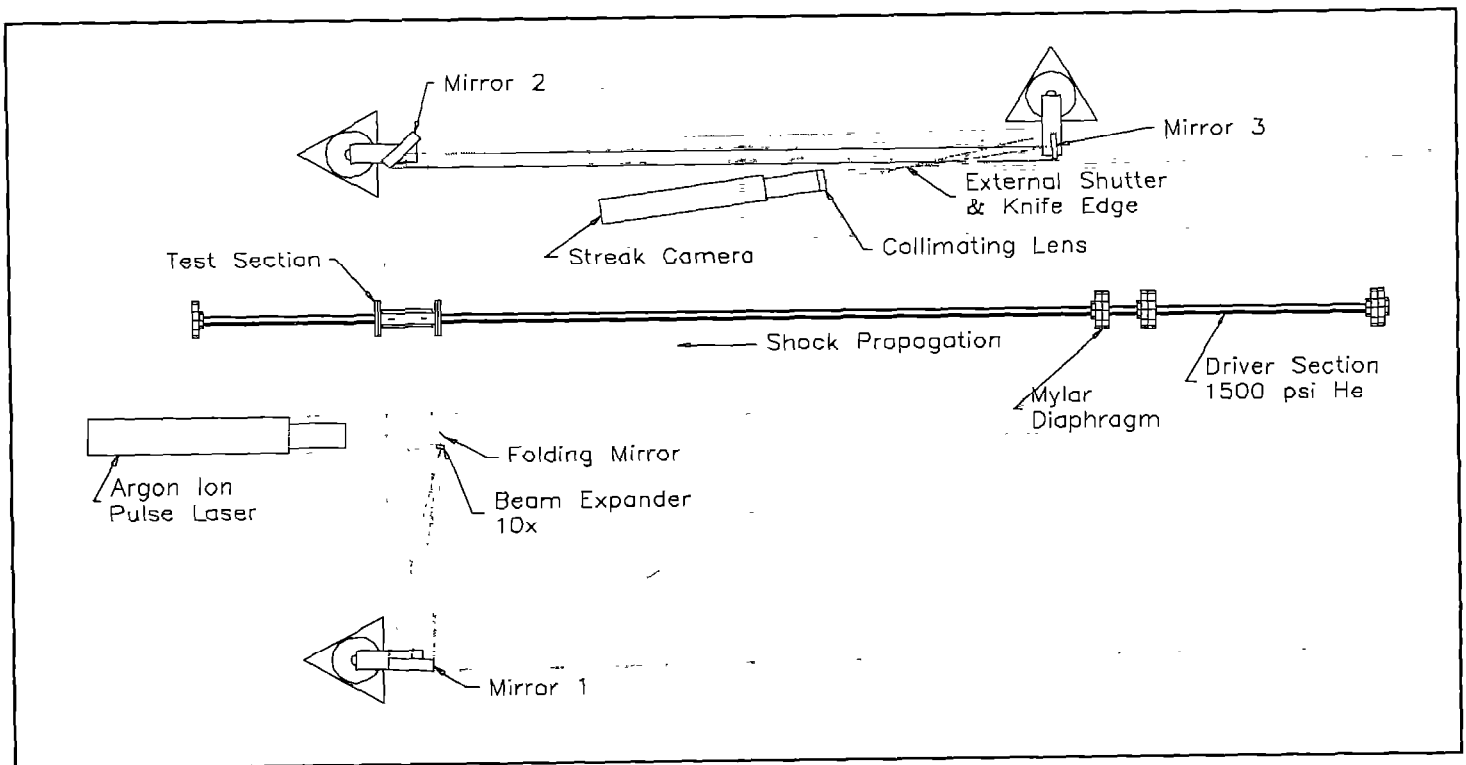 Mirror 2
Mirror 3
External Shutter
& Knife Edge
Collimating Lens
Streak Camera
Test Section
Shock Propagation
Driver Section
1500 psi He
Mylar
Diaphragm
Folding Mirror
Beam Expander
10x
Argon Ion
Pulse Laser
Mirror 1